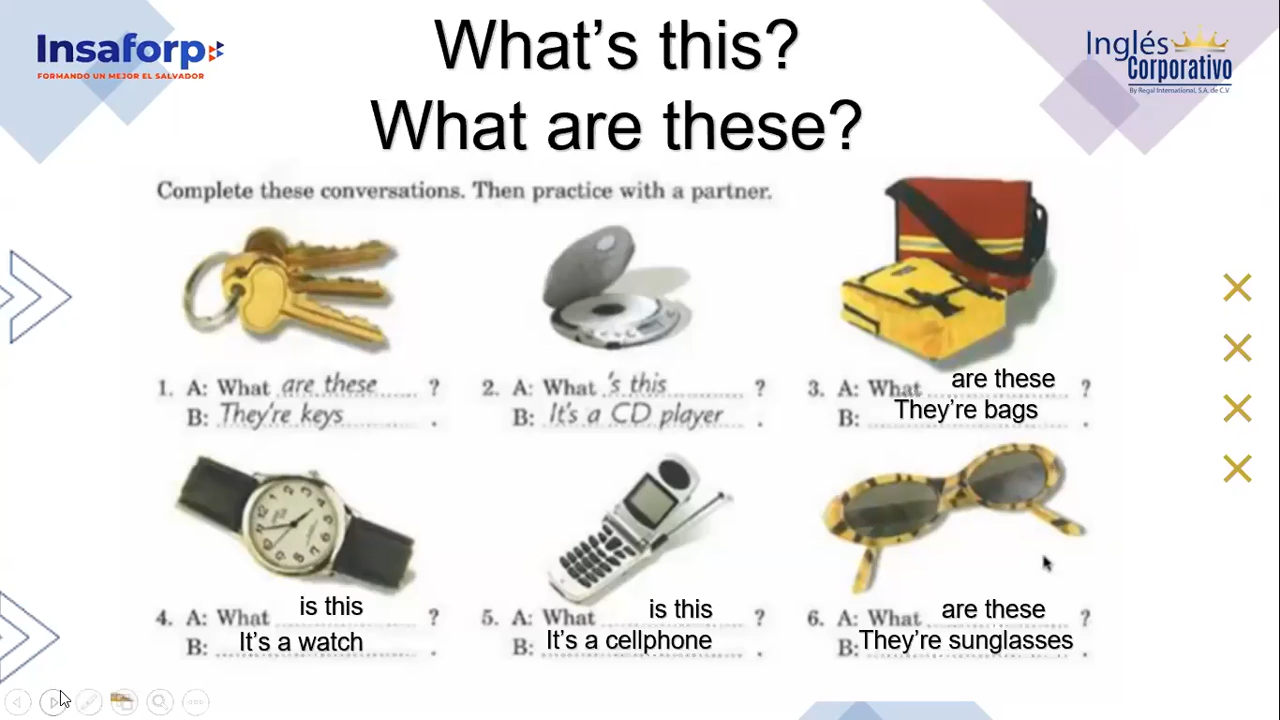 Insaforp
FORMANDO UN MEJOR EL SALVADOR
What's this?
What are these?
Inglés
Corporativo
By Regal International, S.A. de C.V
Complete these conversations. Then practice with a partner.
1. A: What are these ?
B: They're keys .
2. A: What 's this ?
B: It's a CD player .
3. A: What are these ?
B: They're bags .
4. A: What is this ?
B: It's a watch .
5. A: What is this ?
B: It's a cellphone .
6. A: What are these ?
B: They're sunglasses .